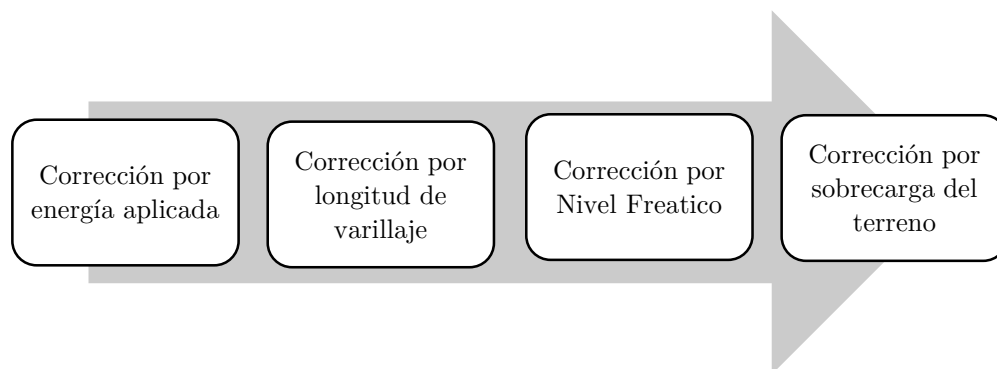 Corrección por
energía aplicada
Corrección por
longitud de
varillaje
Corrección por
Nivel Freatico
Corrección por
sobrecarga del
terreno